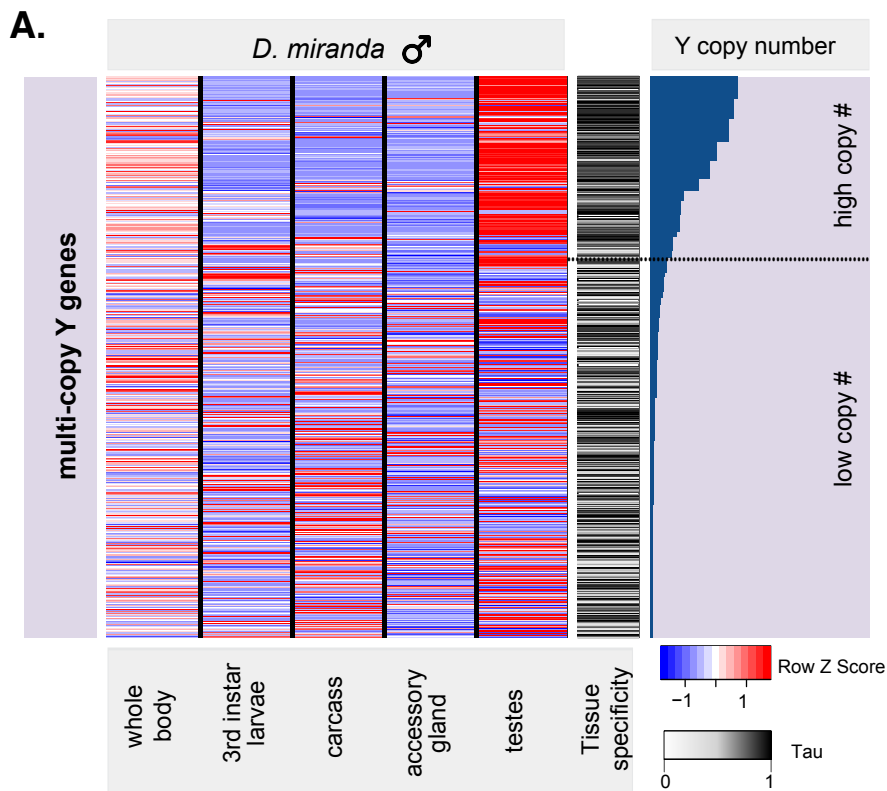 A.
D. miranda ♂
Y copy number
multi-copy Y genes
high copy #
low copy #
whole
body
3rd instar
larvae
carcass
accessory
gland
testes
Tissue
specificity
Row Z Score
−1 1
Tau
0 1